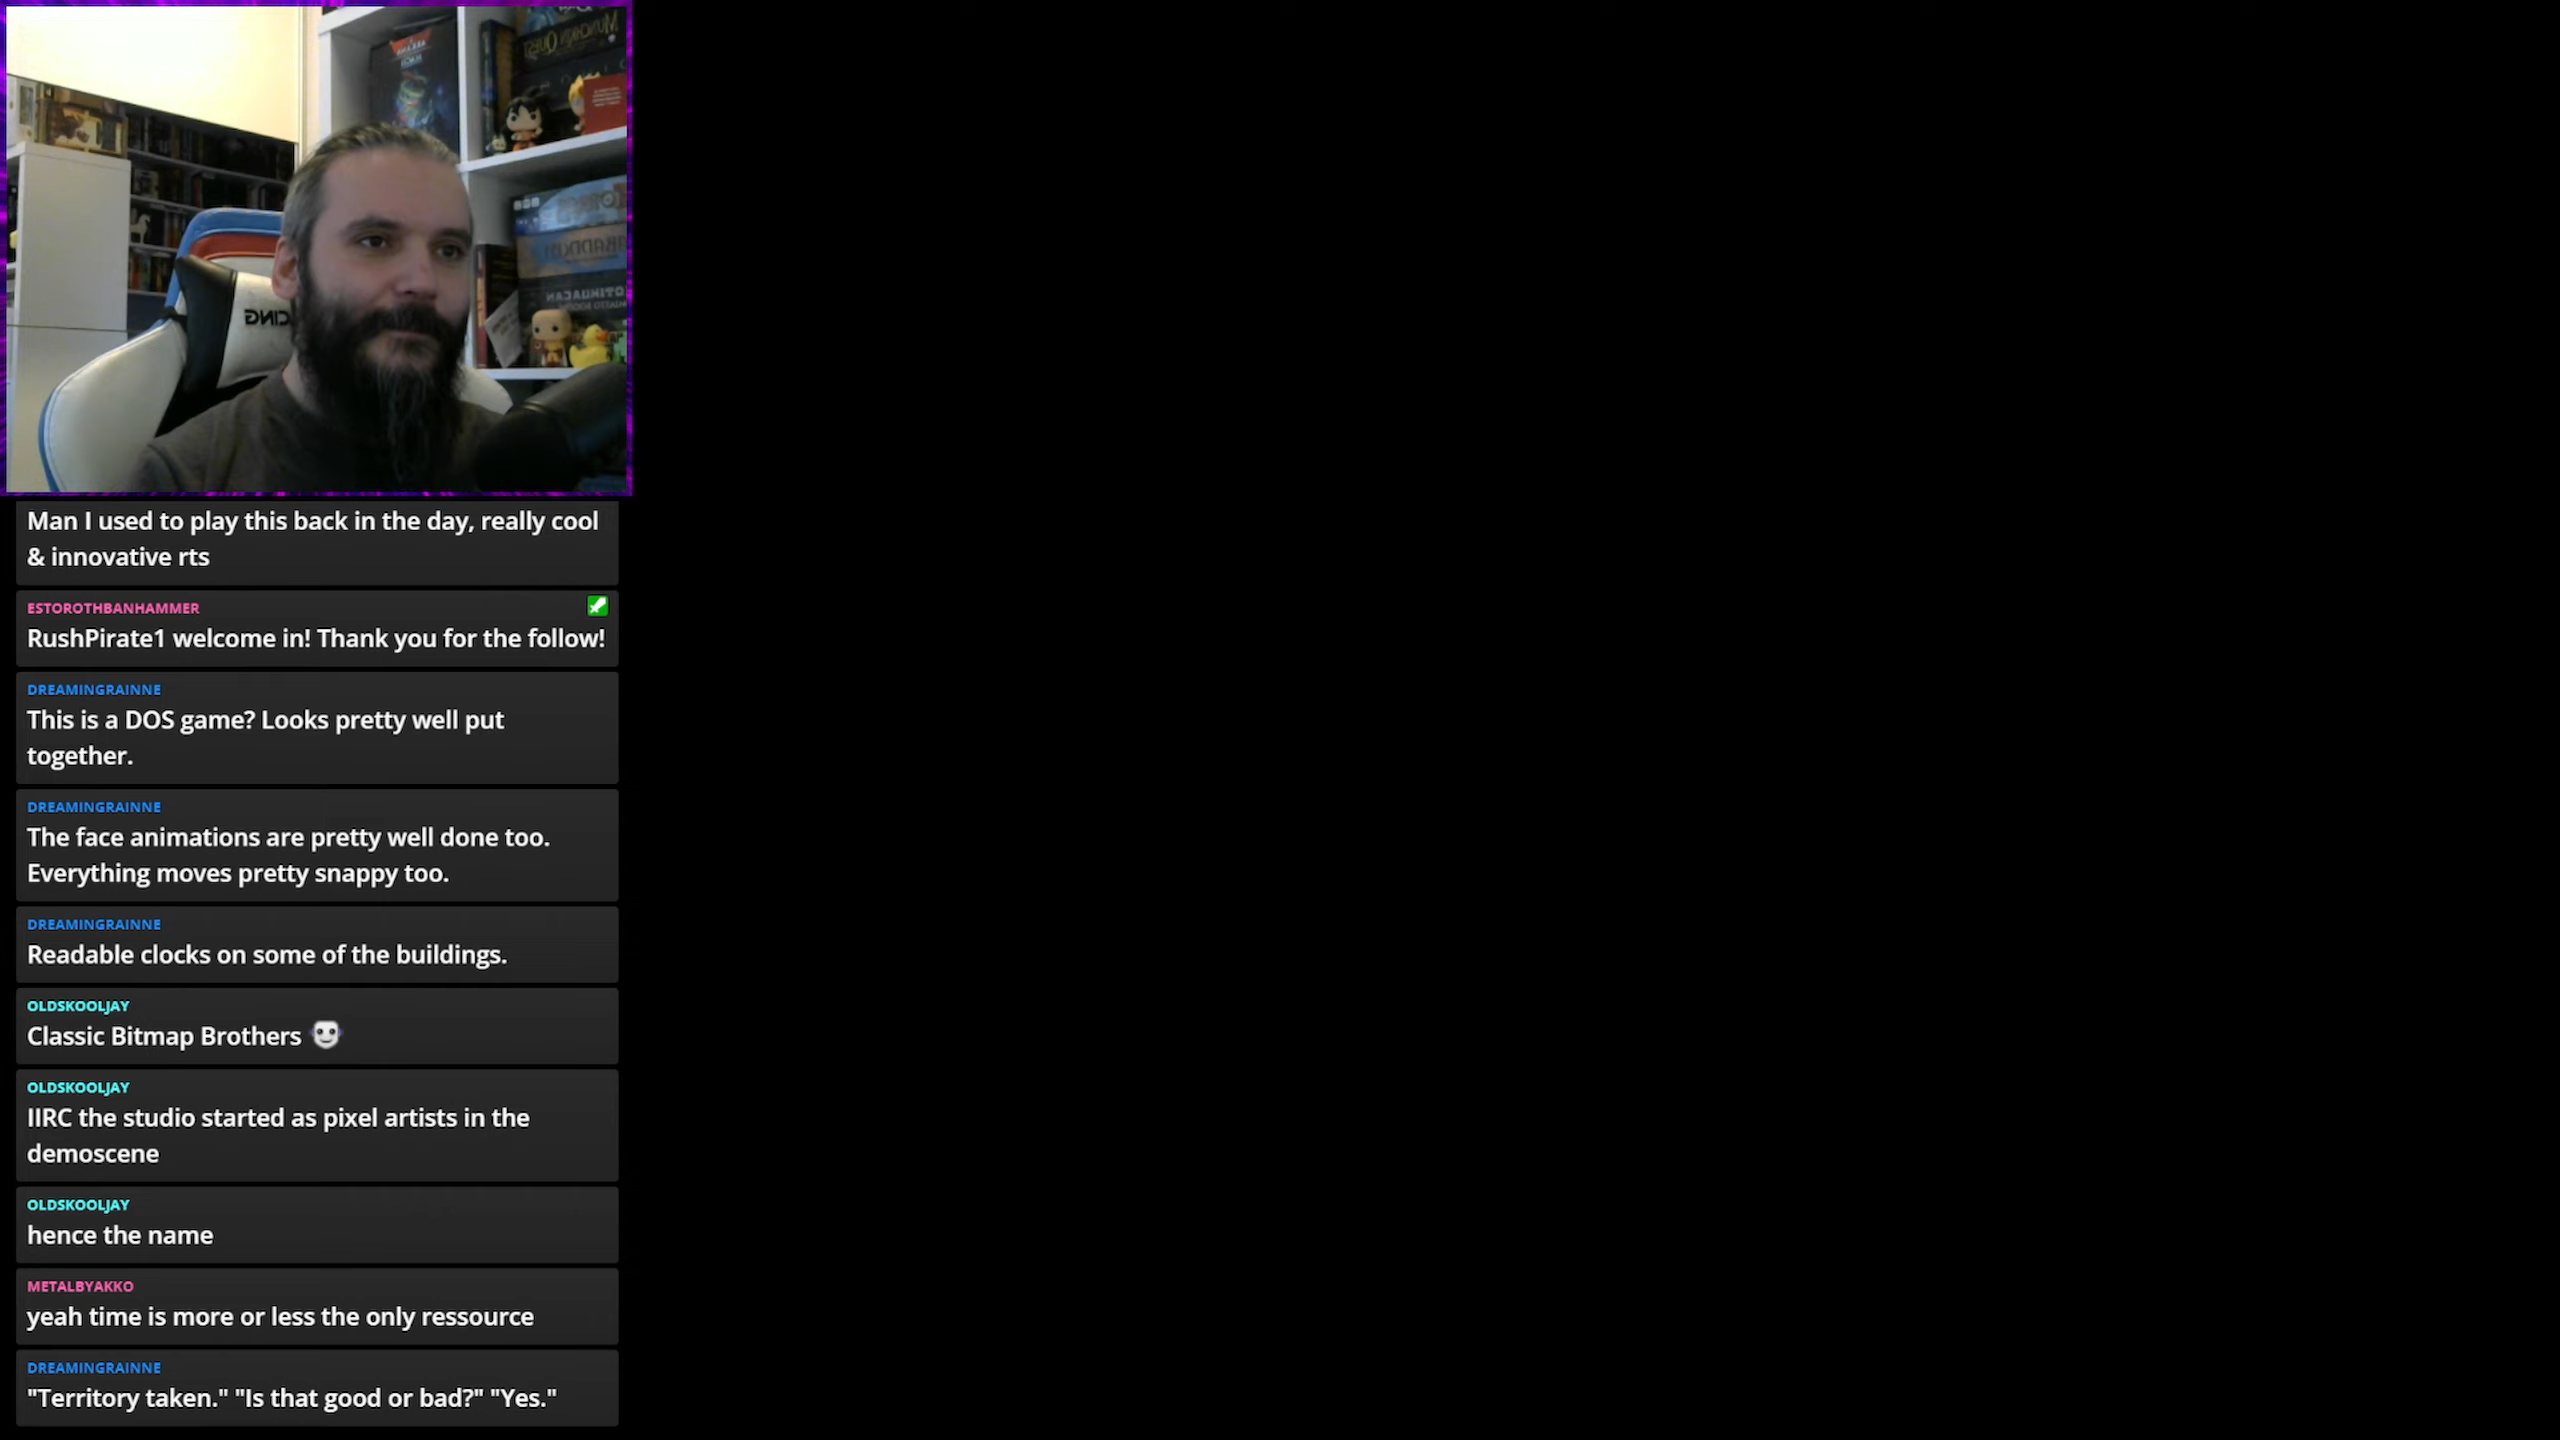 MUNCHKIN QUEST
CING
OTIHUACAN
Man I used to play this back in the day, really cool
& innovative rts
ESTOROTHBANHAMMER
RushPirate1 welcome in! Thank you for the follow!
DREAMINGRAINNE
This is a DOS game? Looks pretty well put
together.
DREAMINGRAINNE
The face animations are pretty well done too.
Everything moves pretty snappy too.
DREAMINGRAINNE
Readable clocks on some of the buildings.
OLDSKOOLJAY
Classic Bitmap Brothers
OLDSKOOLJAY
IIRC the studio started as pixel artists in the
demoscene
OLDSKOOLJAY
hence the name
METALBYAKKO
yeah time is more or less the only ressource
DREAMINGRAINNE
"Territory taken." "Is that good or bad?" "Yes."